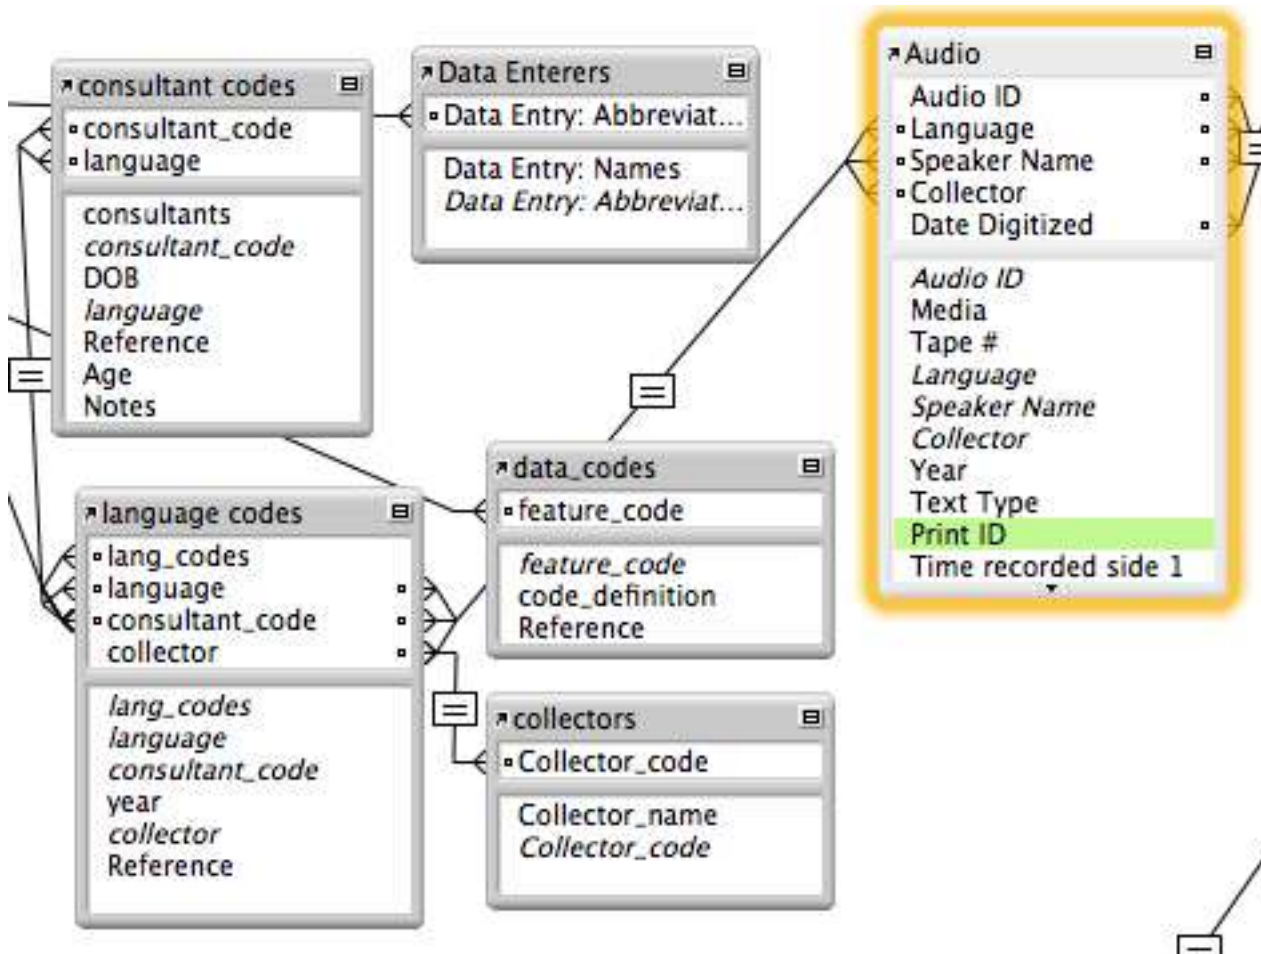 consultant codes
consultant_code
language
consultants
consultant_code
DOB
language
Reference
Age
Notes
Data Enterers
Data Entry: Abbreviat...
Data Entry: Names
Data Entry: Abbreviat...
Audio
Audio ID
Language
Speaker Name
Collector
Date Digitized
Audio ID
Media
Tape #
Language
Speaker Name
Collector
Year
Text Type
Print ID
Time recorded side 1
language codes
lang_codes
language
consultant_code
collector
lang_codes
language
consultant_code
year
collector
Reference
data_codes
feature_code
feature_code
code_definition
Reference
collectors
Collector_code
Collector_name
Collector_code